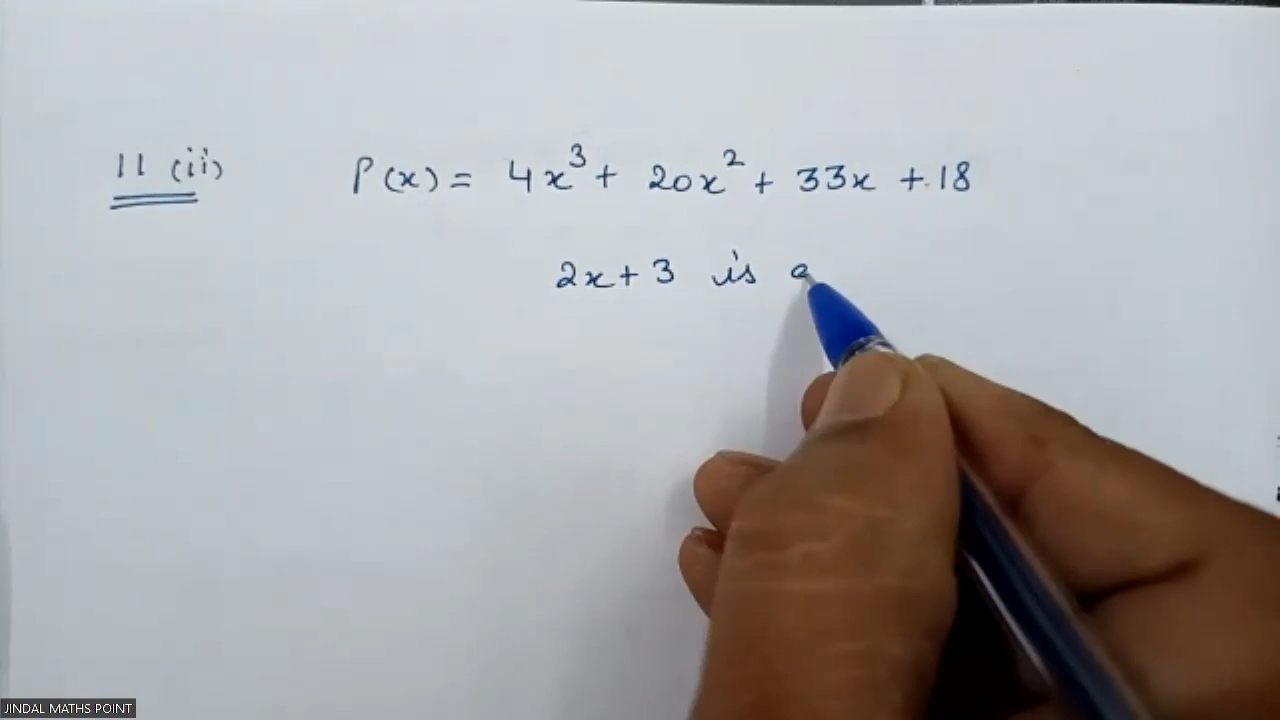 11 (ii) P(x) = 4x³ + 20x² + 33x + 18
2x + 3 is a
JINDAL MATHS POINT